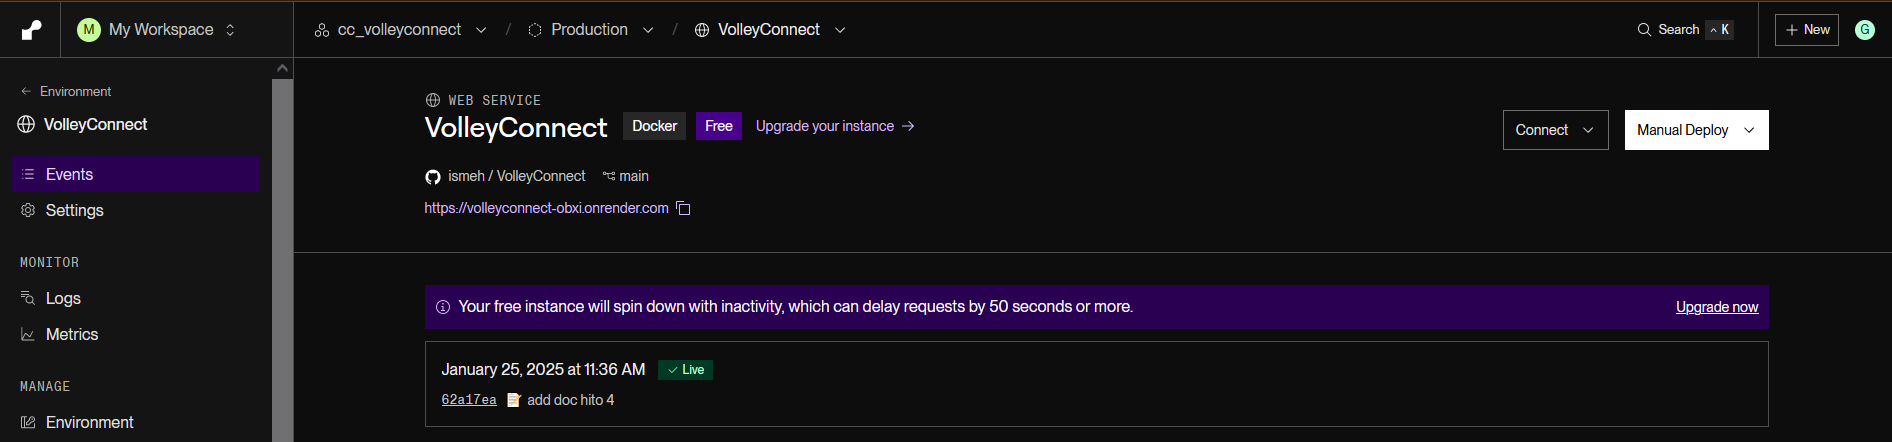 M My Workspace
cc_volleyconnect / Production / VolleyConnect
Search ^ K
+ New
G
← Environment
VolleyConnect
Events
Settings
MONITOR
Logs
Metrics
MANAGE
Environment
WEB SERVICE
VolleyConnect Docker Free Upgrade your instance →
Connect
Manual Deploy
ismeh / VolleyConnect main
https://volleyconnect-obxi.onrender.com
Your free instance will spin down with inactivity, which can delay requests by 50 seconds or more.
Upgrade now
January 25, 2025 at 11:36 AM ✓ Live
62a17ea 📝 add doc hito 4